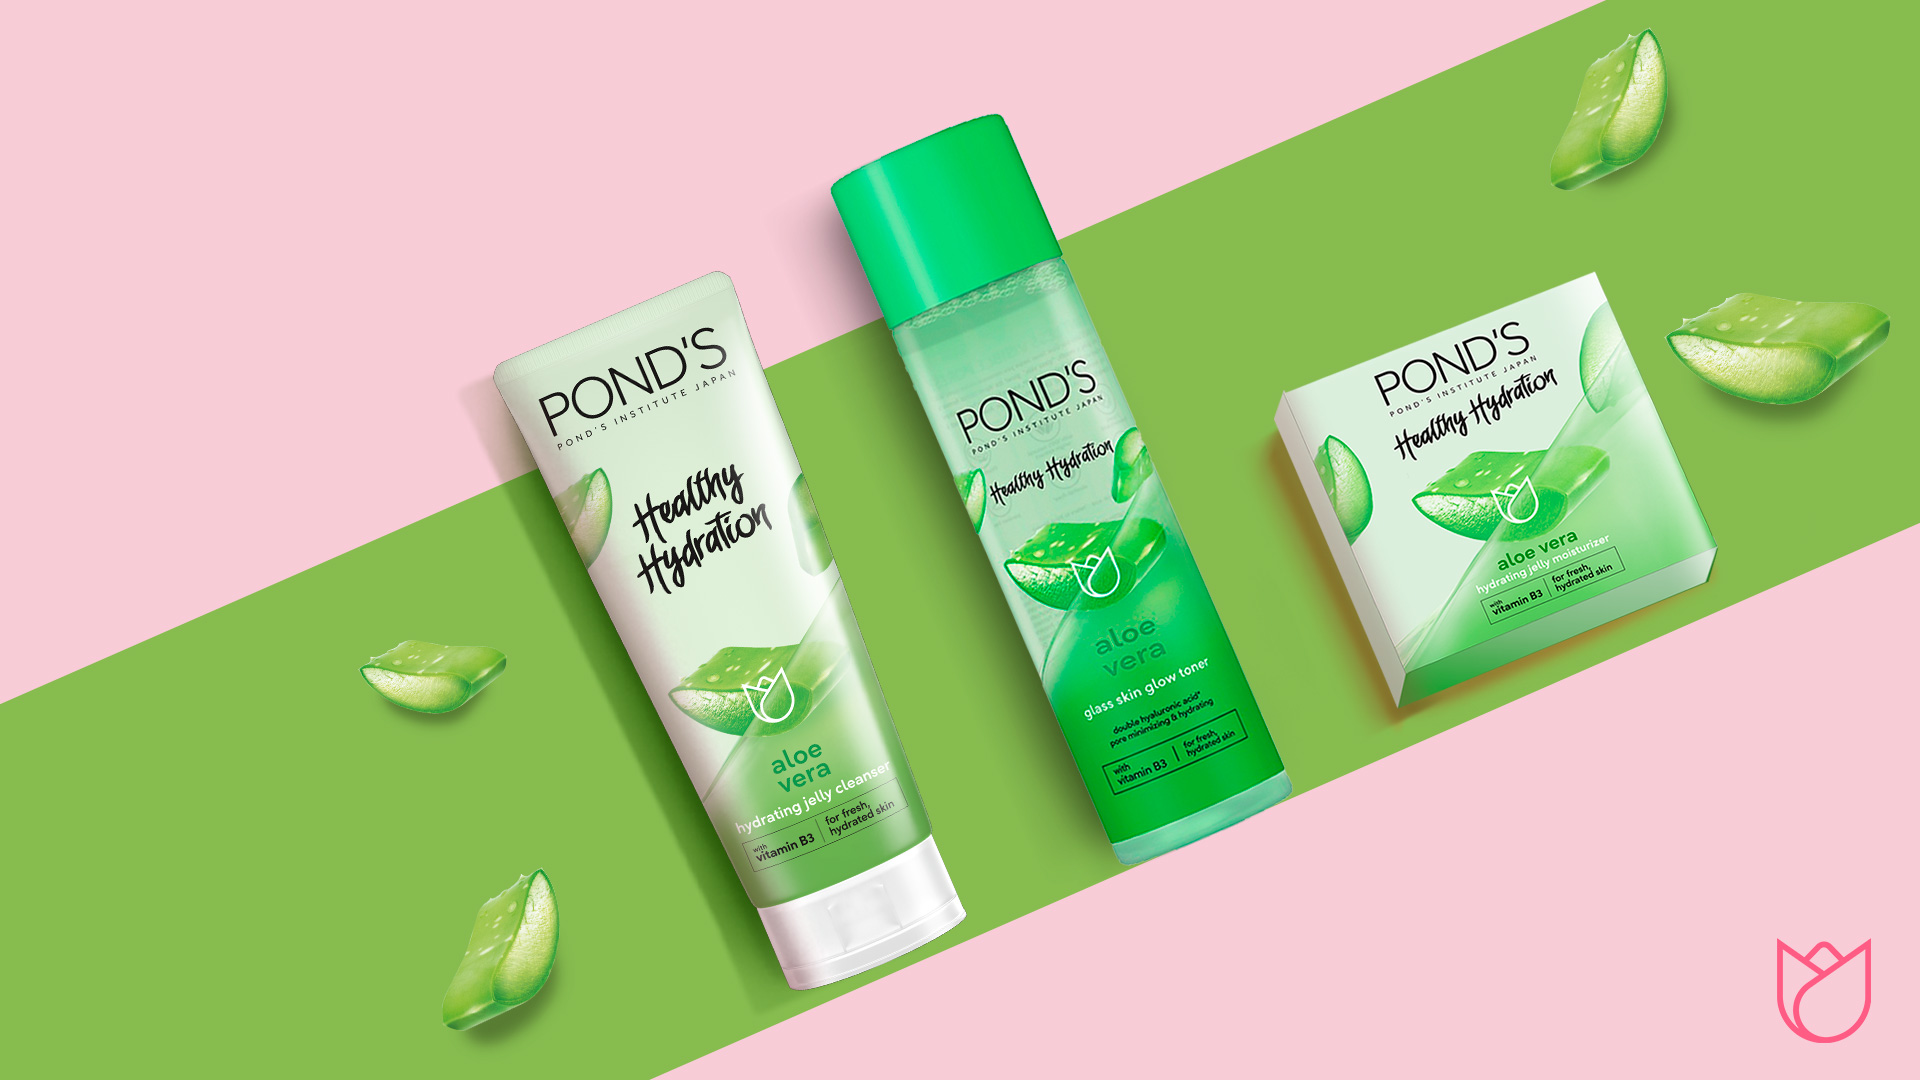 POND'S
POND'S INSTITUTE JAPAN
Healthy
Hydration
aloe
vera
hydrating jelly cleanser
with
vitamin B3
for fresh,
hydrated skin
POND'S
POND'S INSTITUTE JAPAN
Healthy Hydration
aloe
vera
glass skin glow toner
double hyaluronic acid*
pore minimizing & hydrating
with
vitamin B3
for fresh,
hydrated skin
POND'S
POND'S INSTITUTE JAPAN
Healthy Hydration
aloe vera
hydrating jelly moisturizer
with
vitamin B3
for fresh,
hydrated skin